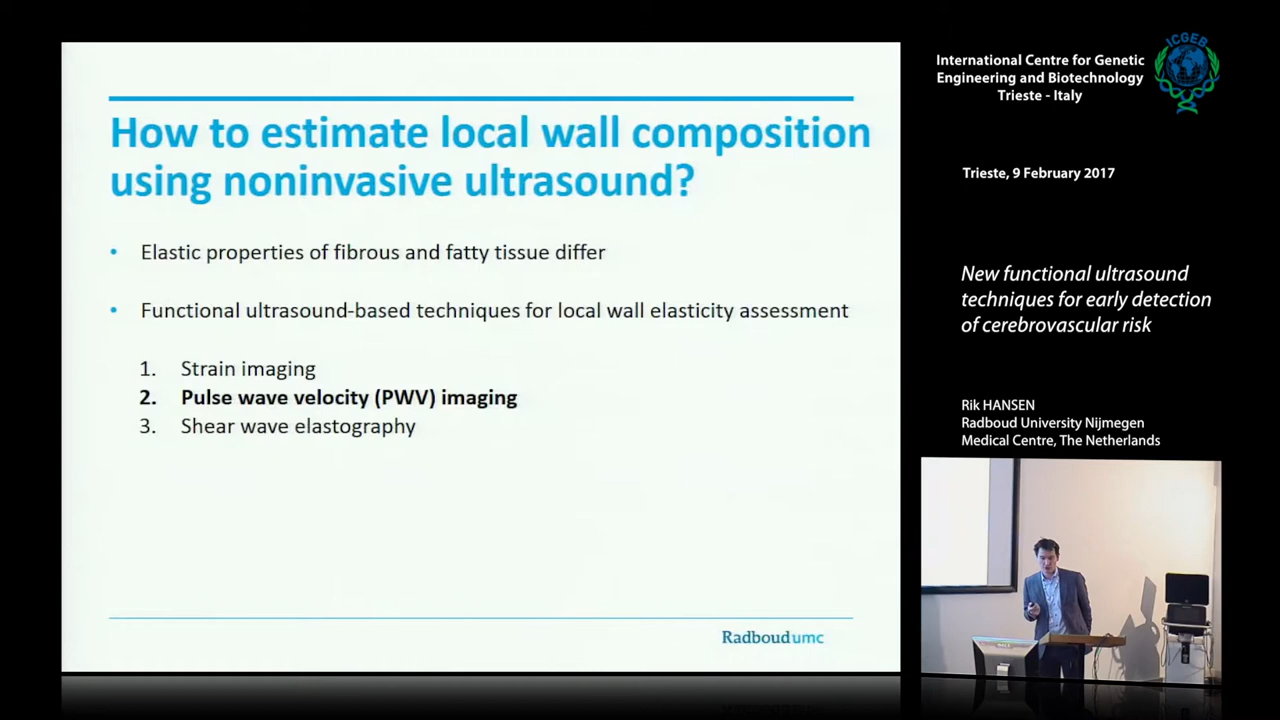 How to estimate local wall composition
using noninvasive ultrasound?
• Elastic properties of fibrous and fatty tissue differ
• Functional ultrasound-based techniques for local wall elasticity assessment
1. Strain imaging
2. Pulse wave velocity (PWV) imaging
3. Shear wave elastography
Radboudumc
International Centre for Genetic
Engineering and Biotechnology
Trieste - Italy
ICGEB
Trieste, 9 February 2017
New functional ultrasound
techniques for early detection
of cerebrovascular risk
Rik HANSEN
Radboud University Nijmegen
Medical Centre, The Netherlands